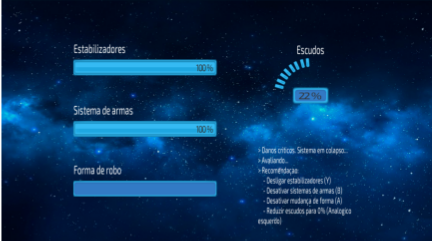 Estabilizadores
100%
Sistema de armas
100%
Forma de robo
Escudos
22%
> Danos críticos. Sistema em colapso...
> Avaliando...
> Recomendação:
- Desligar estabilizadores (Y)
- Desativar sistemas de armas (B)
- Desativar mudança de forma (A)
- Reduzir escudos para 0% (Analogico
esquerdo)